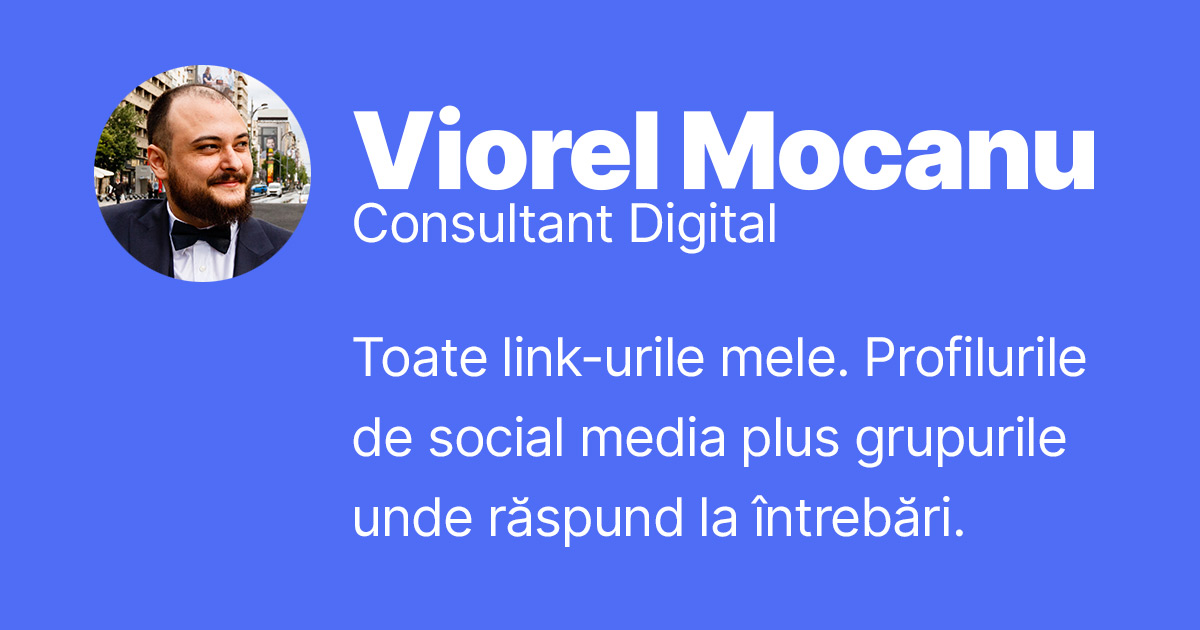 Viorel Mocanu
Consultant Digital
Toate link-urile mele. Profilurile
de social media plus grupurile
unde răspund la întrebări.